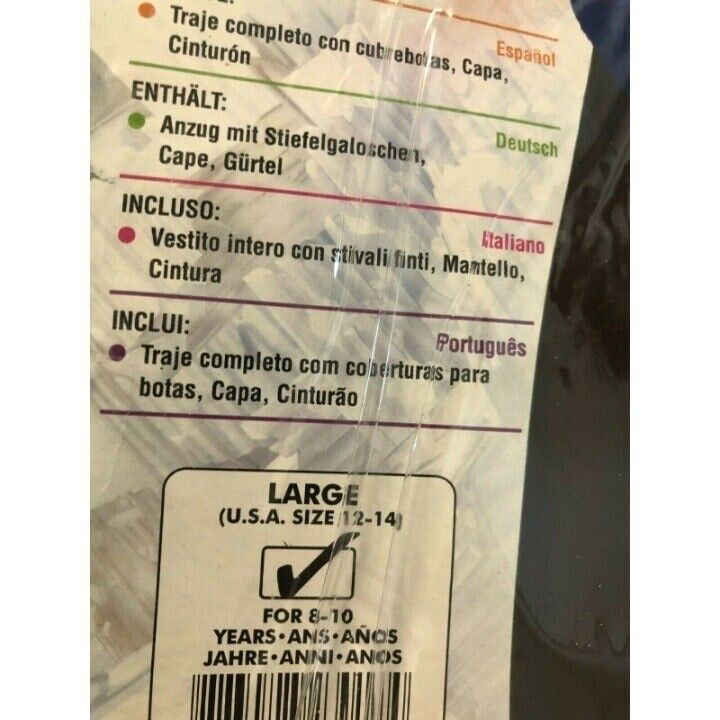 Traje completo con cubrebotas, Capa,
Cinturón
Español
ENTHÄLT:
Anzug mit Stiefelgaloschen,
Cape, Gürtel
Deutsch
INCLUSO:
Vestito intero con stivali finti, Mantello,
Cintura
Italiano
INCLUI:
Traje completo com coberturas para
botas, Capa, Cinturão
Português
LARGE
(U.S.A. SIZE 12-14)
FOR 8-10
YEARS•ANS•AÑOS
JAHRE•ANNI•ANOS